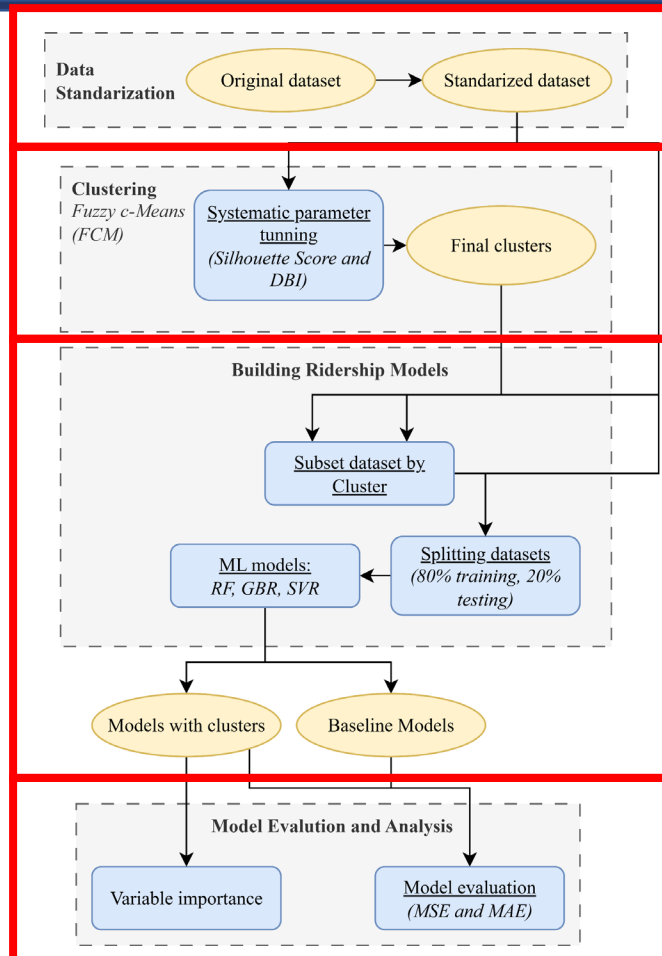 Data
Standarization
Original dataset
Standarized dataset
Clustering
Fuzzy c-Means
(FCM)
Systematic parameter
tunning
(Silhouette Score and
DBI)
Final clusters
Building Ridership Models
Subset dataset by
Cluster
ML models:
RF, GBR, SVR
Splitting datasets
(80% training, 20%
testing)
Models with clusters
Baseline Models
Model Evalution and Analysis
Variable importance
Model evaluation
(MSE and MAE)